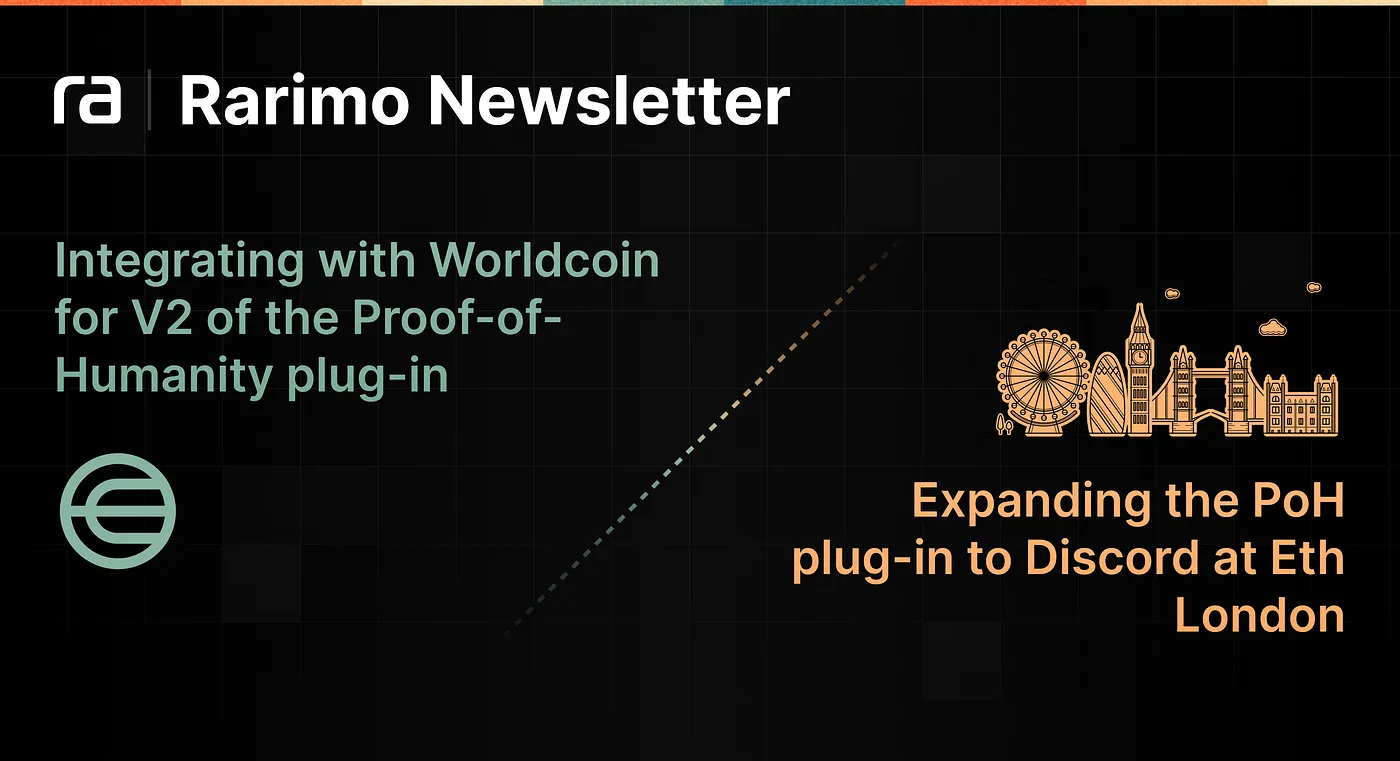 ra
Rarimo Newsletter
Integrating with Worldcoin
for V2 of the Proof-of-
Humanity plug-in
Expanding the PoH
plug-in to Discord at Eth
London